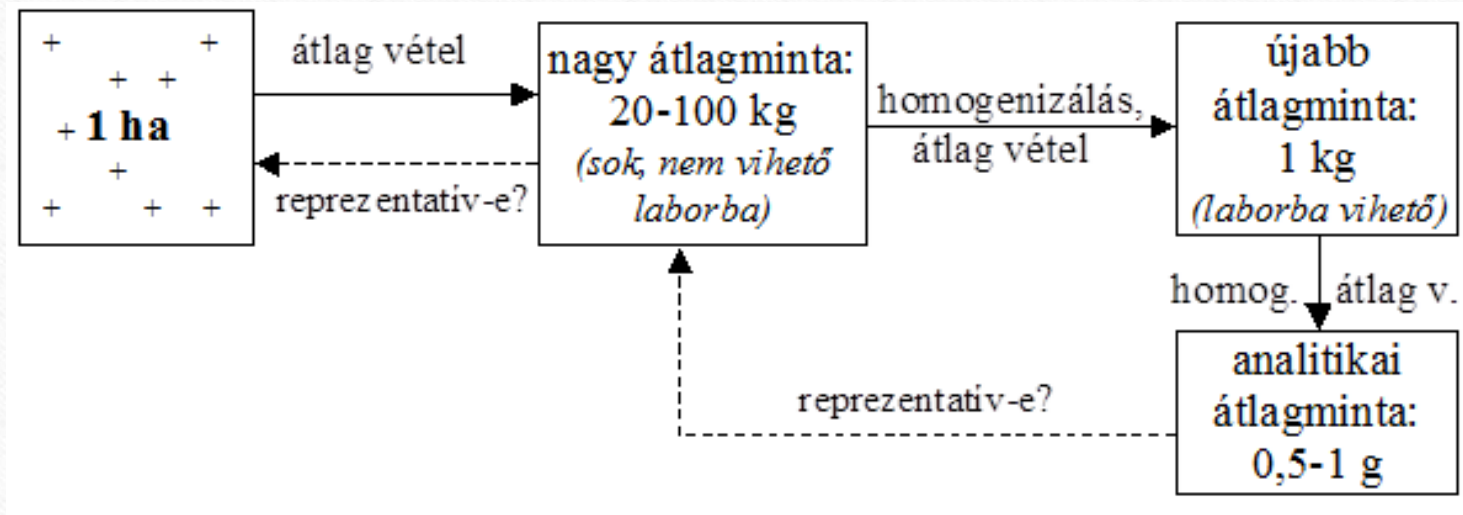 1 ha
átlag vétel
reprezentatív-e?
nagy átlagminta:
20-100 kg
(sok, nem vihető
laborba)
homogenizálás,
átlag vétel
újabb
átlagminta:
1 kg
(laborba vihető)
homog. átlag v.
analitikai
átlagminta:
0,5-1 g
reprezentatív-e?